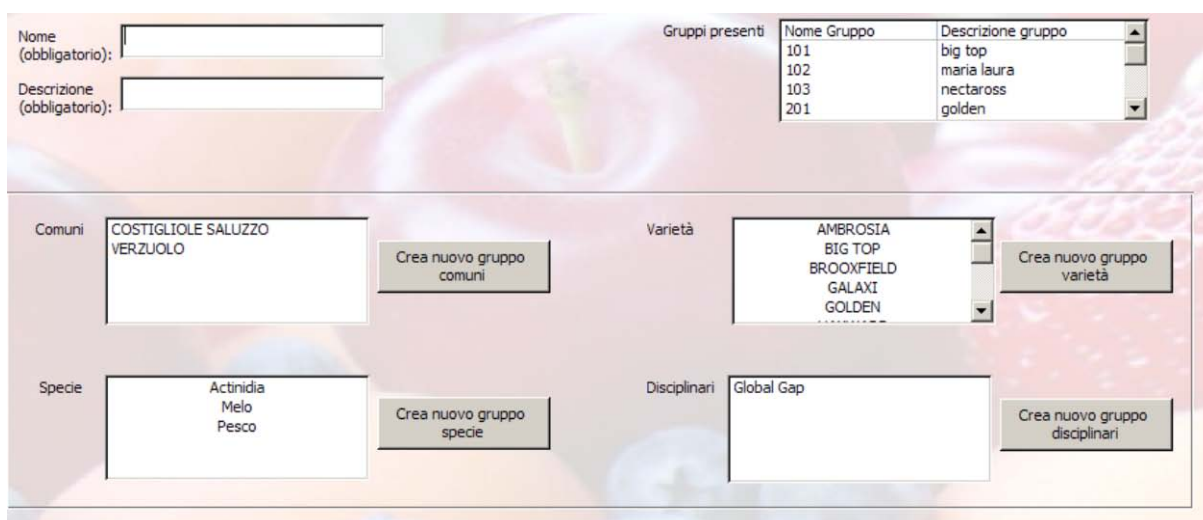 Nome
(obbligatorio):
Descrizione
(obbligatorio):
Gruppi presenti
Nome Gruppo Descrizione gruppo
101 big top
102 maria laura
103 nectaross
201 golden
Comuni
COSTIGLIOLE SALUZZO
VERZUOLO
Crea nuovo gruppo
comuni
Varietà
AMBROSIA
BIG TOP
BROOXFIELD
GALAXI
GOLDEN
Crea nuovo gruppo
varietà
Specie
Actinidia
Melo
Pesco
Crea nuovo gruppo
specie
Disciplinari
Global Gap
Crea nuovo gruppo
disciplinari